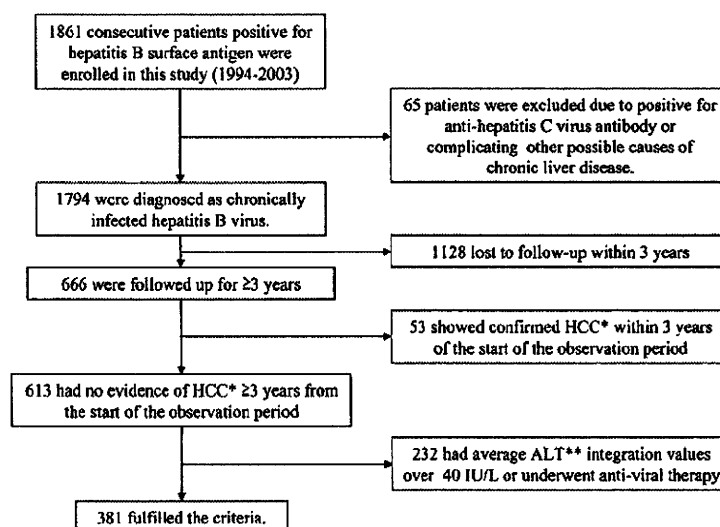 1861 consecutive patients positive for
hepatitis B surface antigen were
enrolled in this study (1994-2003)
65 patients were excluded due to positive for
anti-hepatitis C virus antibody or
complicating other possible causes of
chronic liver disease.
1794 were diagnosed as chronically
infected hepatitis B virus.
1128 lost to follow-up within 3 years
666 were followed up for ≥3 years
53 showed confirmed HCC* within 3 years
of the start of the observation period
613 had no evidence of HCC* ≥3 years from
the start of the observation period
232 had average ALT** integration values
over 40 IU/L or underwent anti-viral therapy
381 fulfilled the criteria.